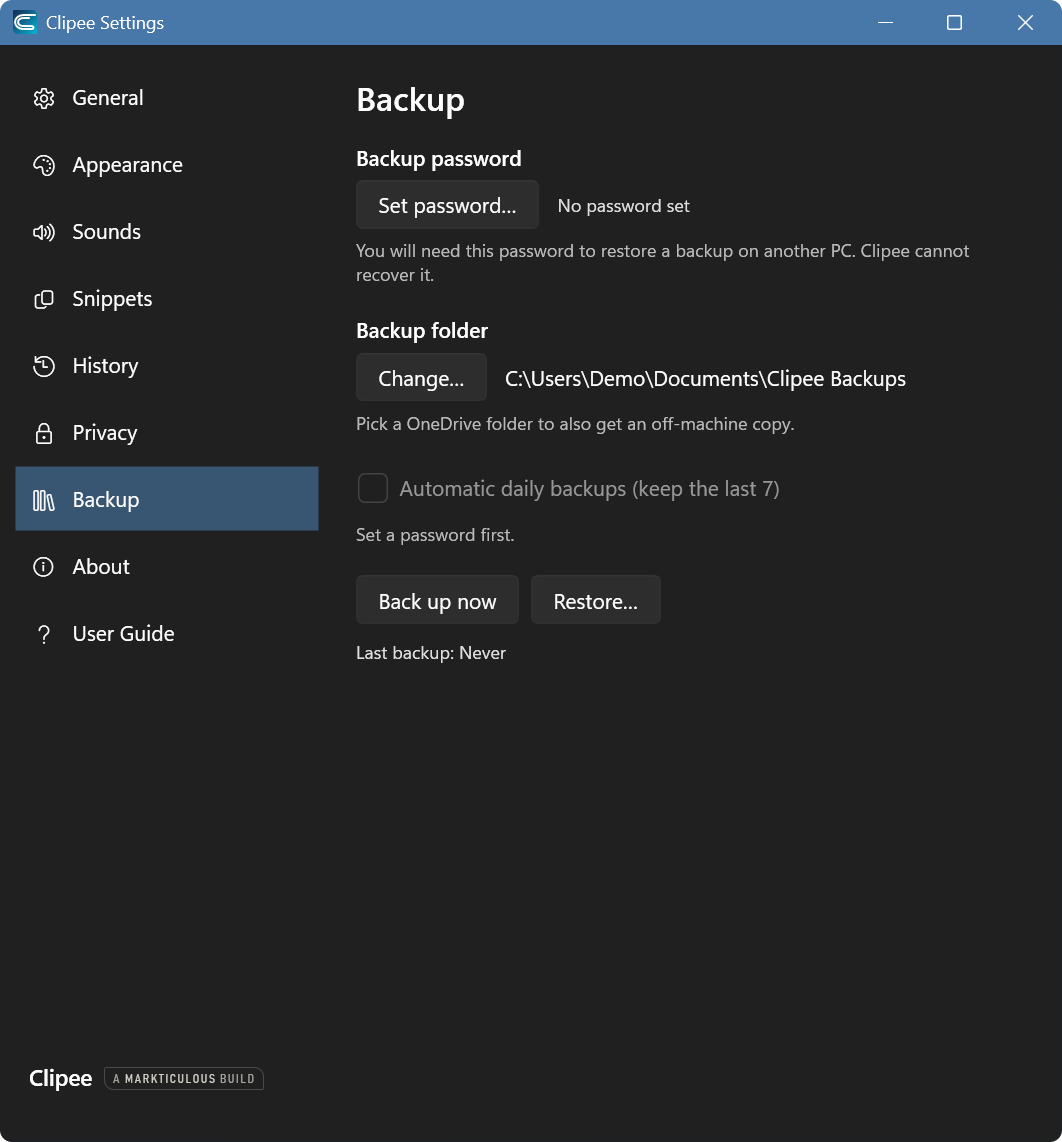 Clipee Settings
General
Appearance
Sounds
Snippets
History
Privacy
Backup
About
? User Guide
Backup
Backup password
Set password... No password set
You will need this password to restore a backup on another PC. Clipee cannot
recover it.
Backup folder
Change... C:\Users\Demo\Documents\Clipee Backups
Pick a OneDrive folder to also get an off-machine copy.
Automatic daily backups (keep the last 7)
Set a password first.
Back up now Restore...
Last backup: Never
Clipee A MARKTICULOUS BUILD